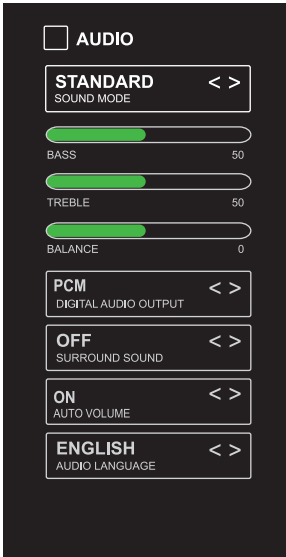 AUDIO
STANDARD < >
SOUND MODE
BASS 50
TREBLE 50
BALANCE 0
PCM < >
DIGITAL AUDIO OUTPUT
OFF < >
SURROUND SOUND
ON < >
AUTO VOLUME
ENGLISH < >
AUDIO LANGUAGE